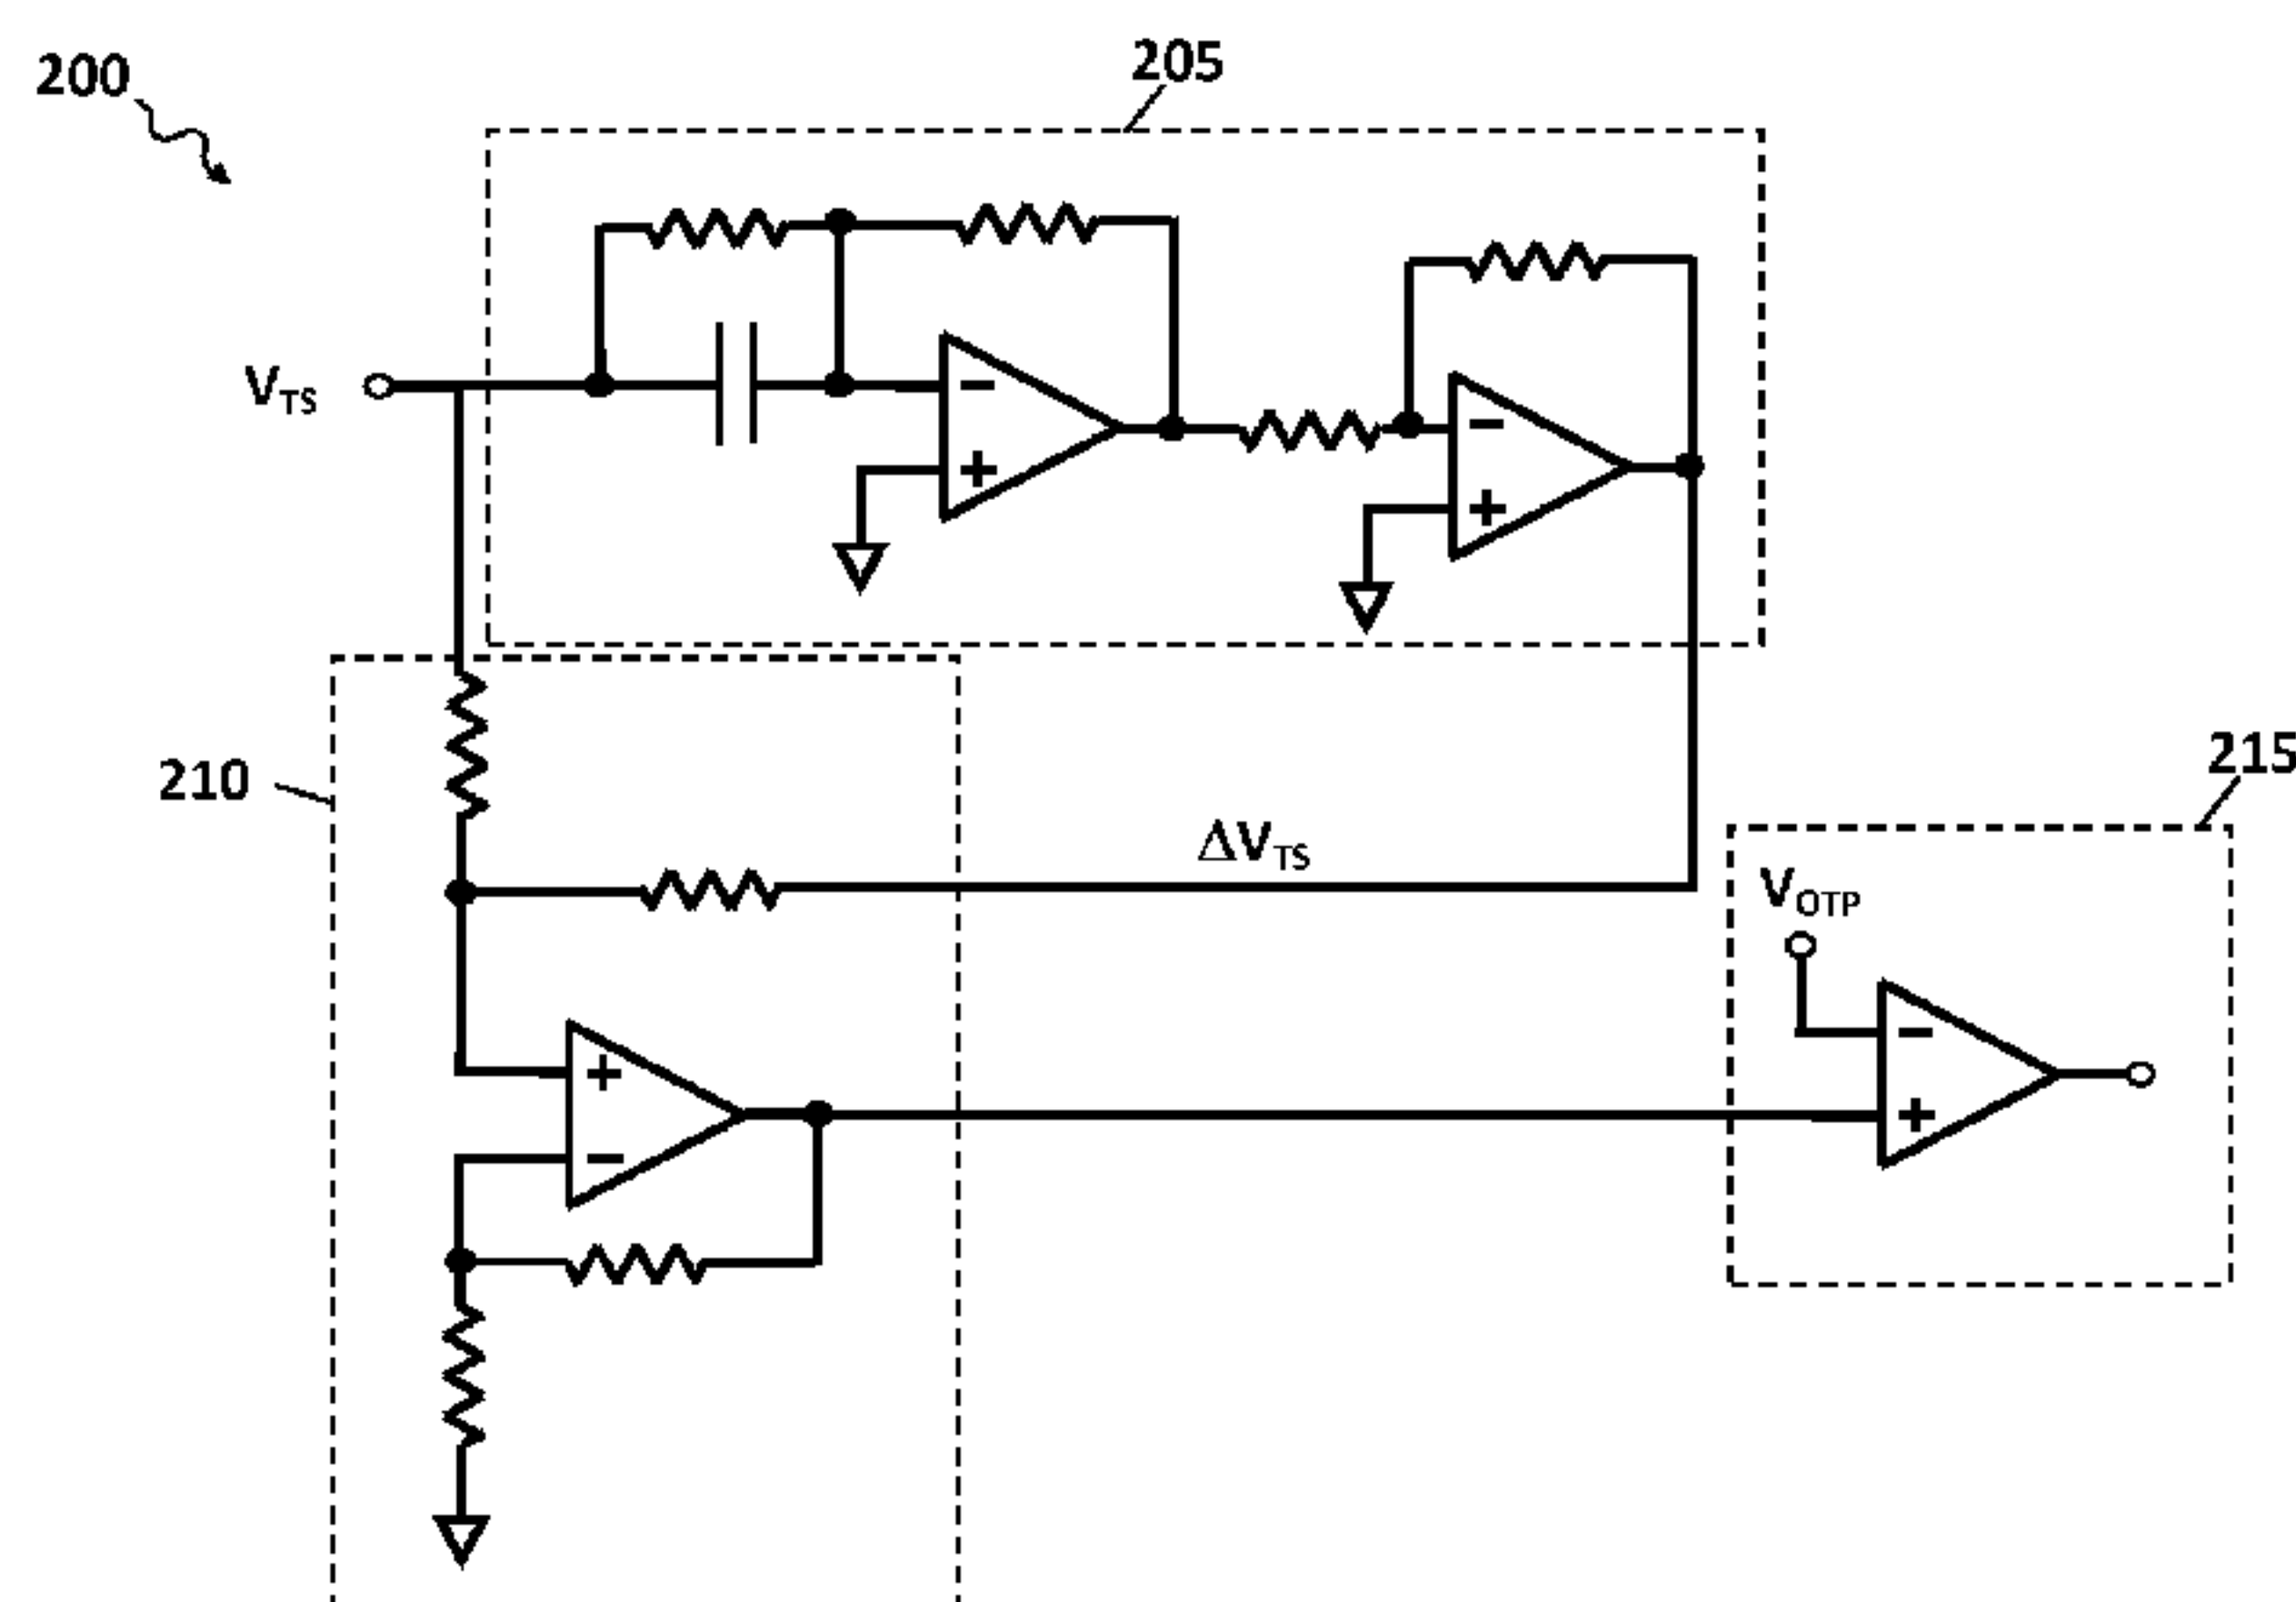 200
205
V_TS
− +
− +
210
ΔV_TS
215
V_OTP
+ −
− +